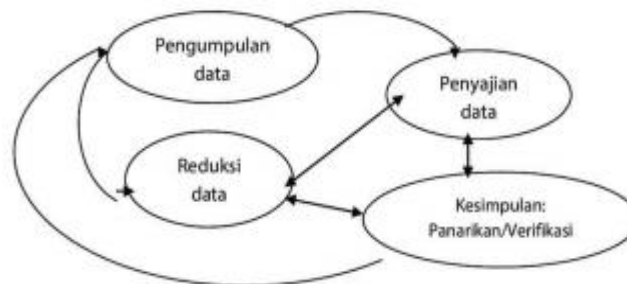 Pengumpulan
data
Penyajian
data
Reduksi
data
Kesimpulan:
Panarikan/Verifikasi